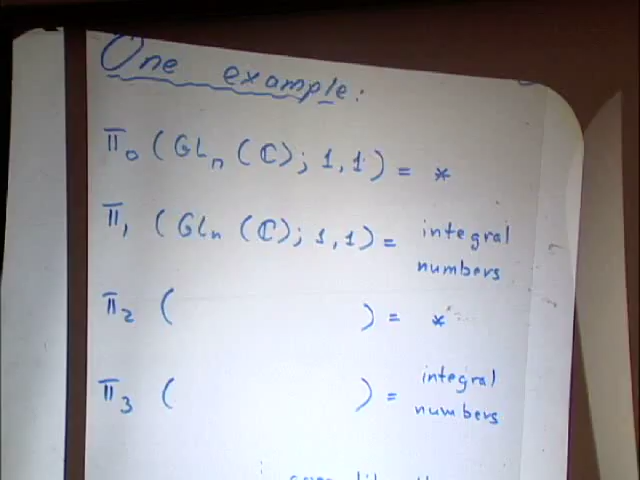 One example:
π₀ (GLₙ (ℂ); 1,1) = *
π₁ (GLₙ (ℂ); 1,1) = integral
numbers
π₂ ( ) = *
π₃ ( ) = integral
numbers